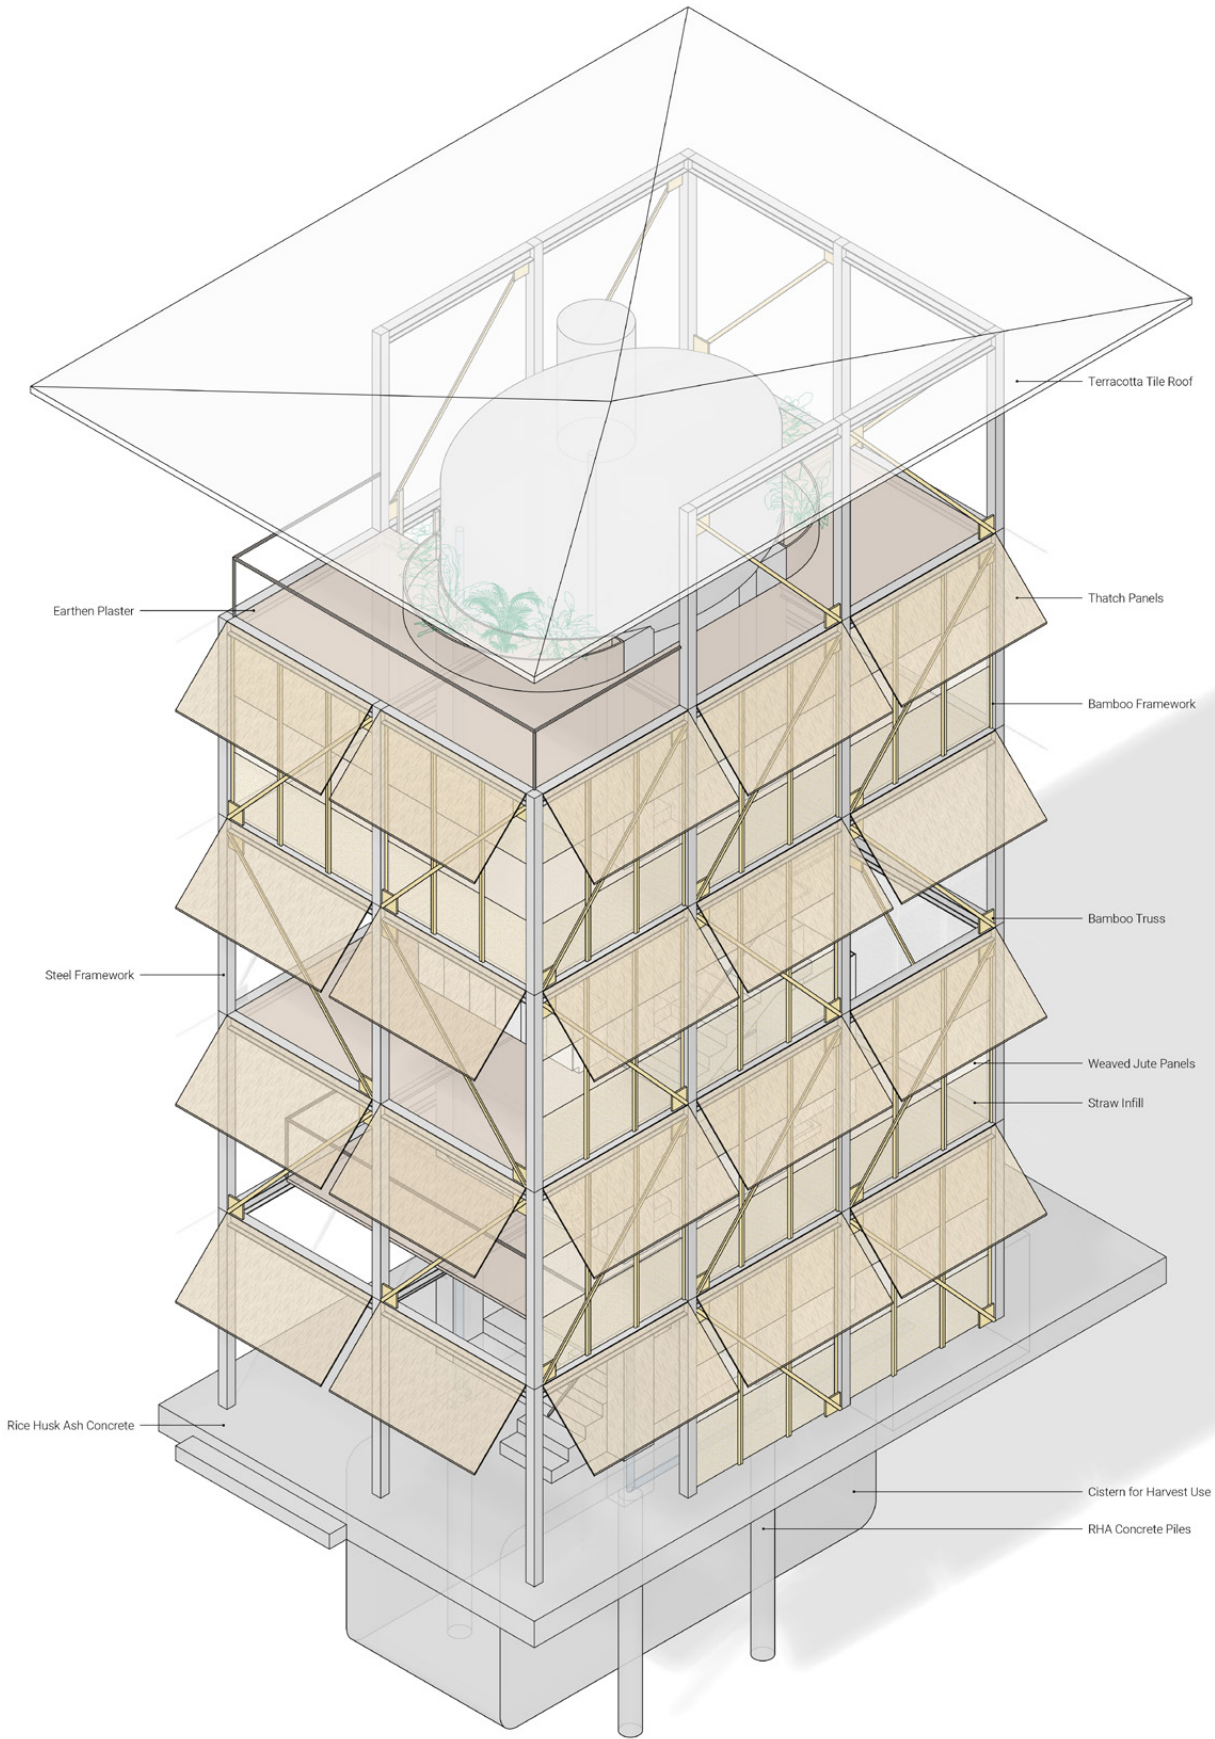 Terracotta Tile Roof
Earthen Plaster
Thatch Panels
Bamboo Framework
Bamboo Truss
Steel Framework
Weaved Jute Panels
Straw Infill
Rice Husk Ash Concrete
Cistern for Harvest Use
RHA Concrete Piles